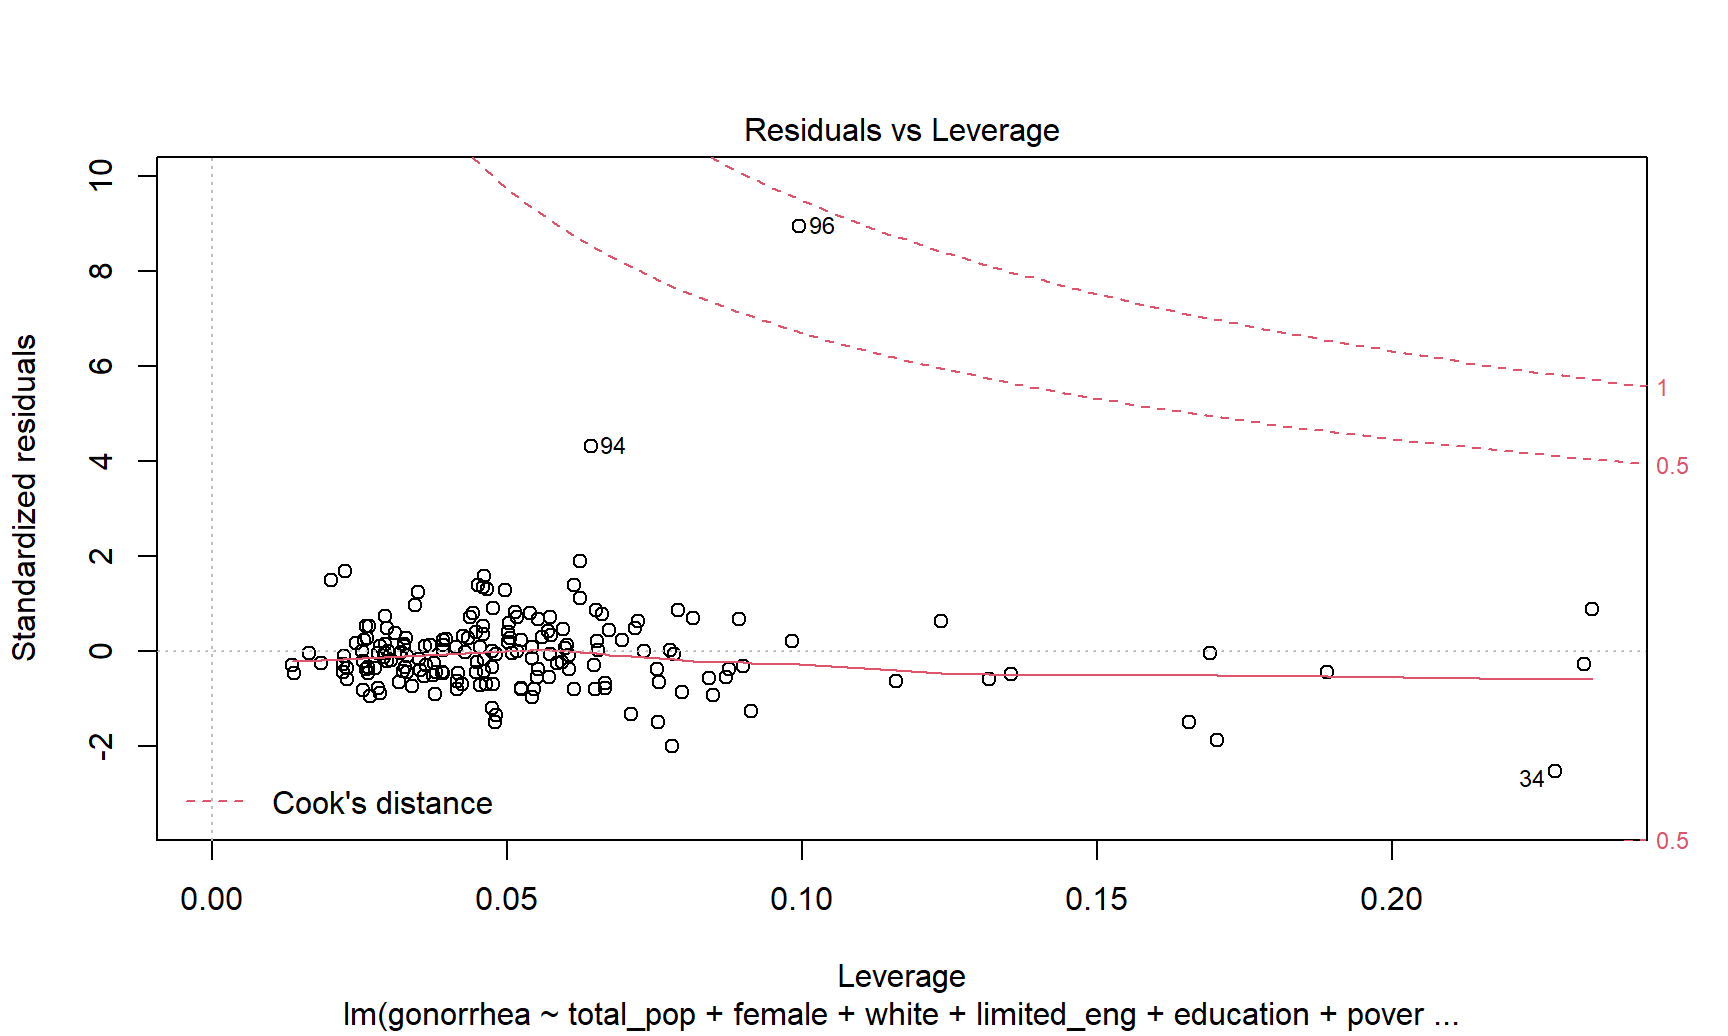 Residuals vs Leverage
10
8
6
4
2
0
-2
Standardized residuals
96
94
34
1
0.5
0.5
Cook's distance
0.00 0.05 0.10 0.15 0.20
Leverage
lm(gonorrhea ~ total_pop + female + white + limited_eng + education + pover ...